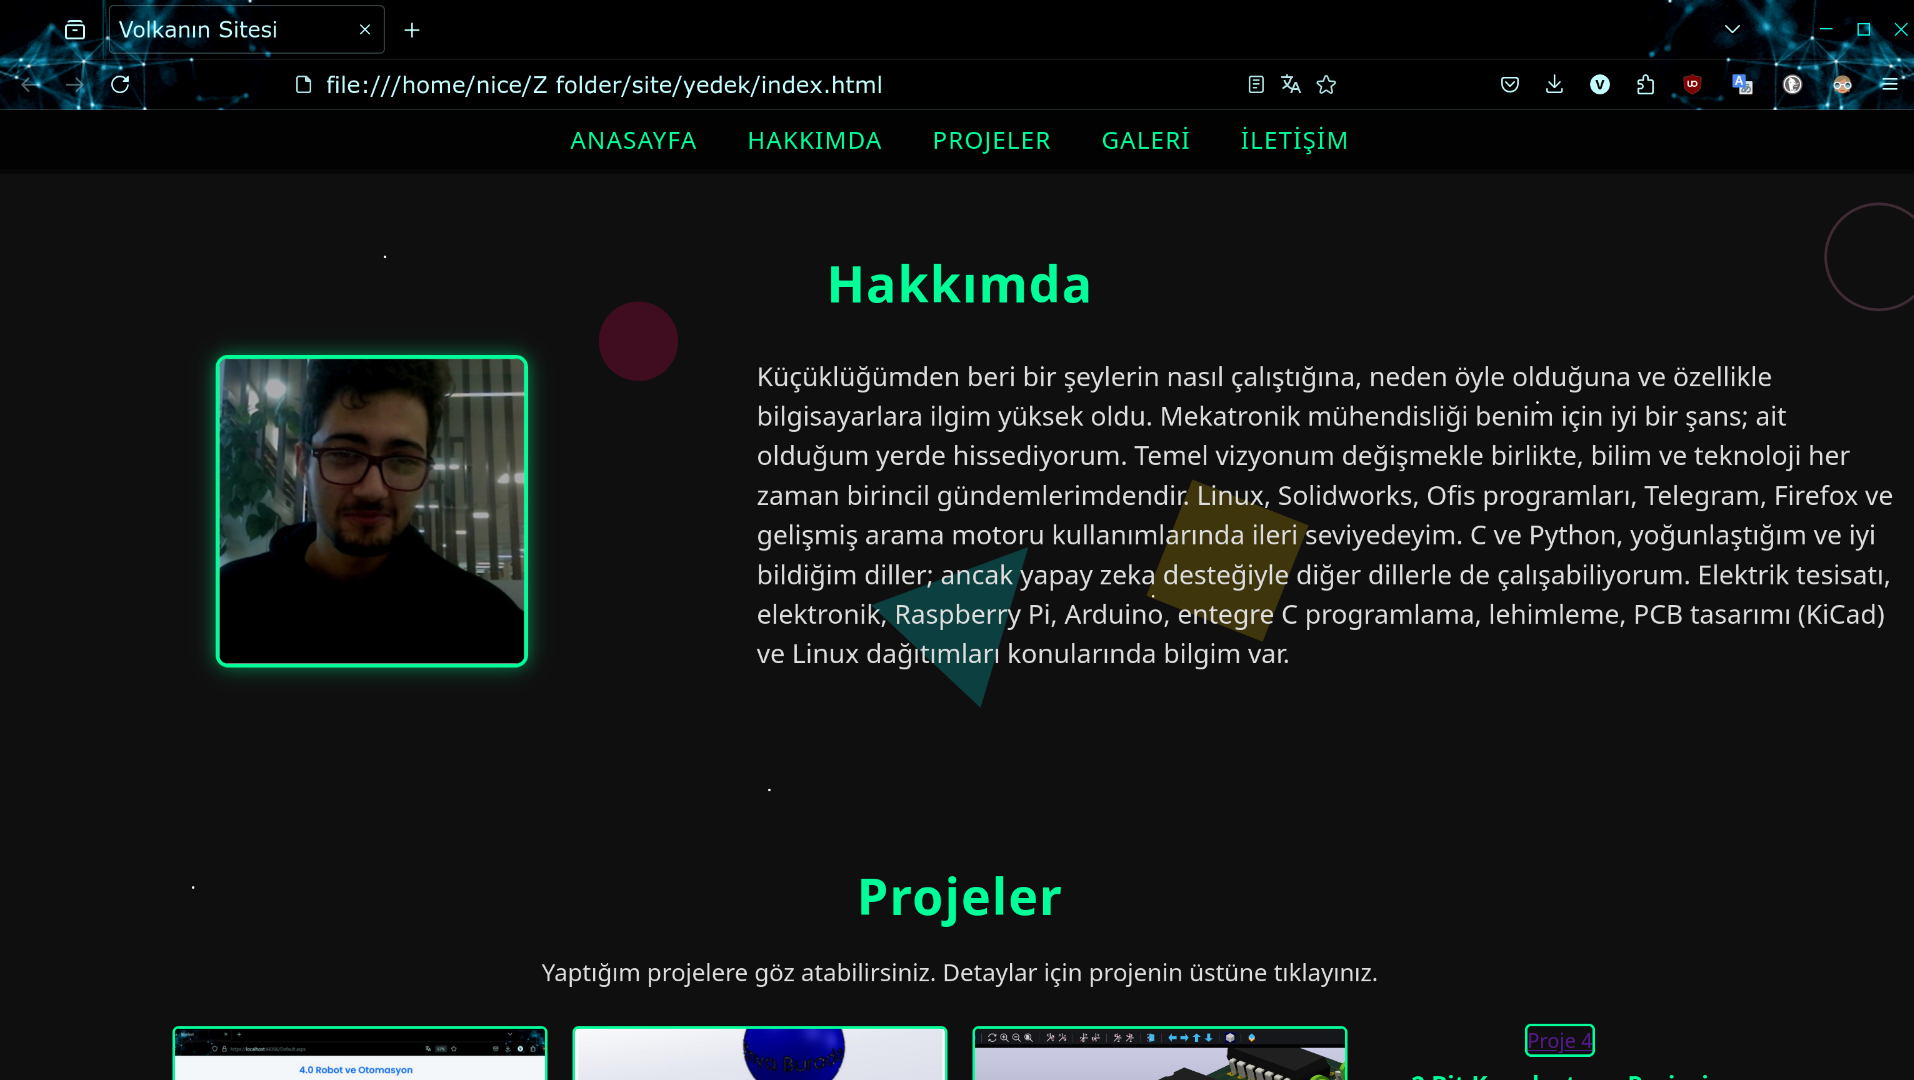 Volkanın Sitesi
file:///home/nice/Z folder/site/yedek/index.html
ANASAYFA HAKKIMDA PROJELER GALERİ İLETİŞİM
Hakkımda
Küçüklüğümden beri bir şeylerin nasıl çalıştığına, neden öyle olduğuna ve özellikle
bilgisayarlara ilgim yüksek oldu. Mekatronik mühendisliği benim için iyi bir şans; ait
olduğum yerde hissediyorum. Temel vizyonum değişmekle birlikte, bilim ve teknoloji her
zaman birincil gündemlerimdendir. Linux, Solidworks, Ofis programları, Telegram, Firefox ve
gelişmiş arama motoru kullanımlarında ileri seviyedeyim. C ve Python, yoğunlaştığım ve iyi
bildiğim diller; ancak yapay zeka desteğiyle diğer dillerle de çalışabiliyorum. Elektrik tesisatı,
elektronik, Raspberry Pi, Arduino, entegre C programlama, lehimleme, PCB tasarımı (KiCad)
ve Linux dağıtımları konularında bilgim var.
Projeler
Yaptığım projelere göz atabilirsiniz. Detaylar için projenin üstüne tıklayınız.
4.0 Robot ve Otomasyon
Proje 4